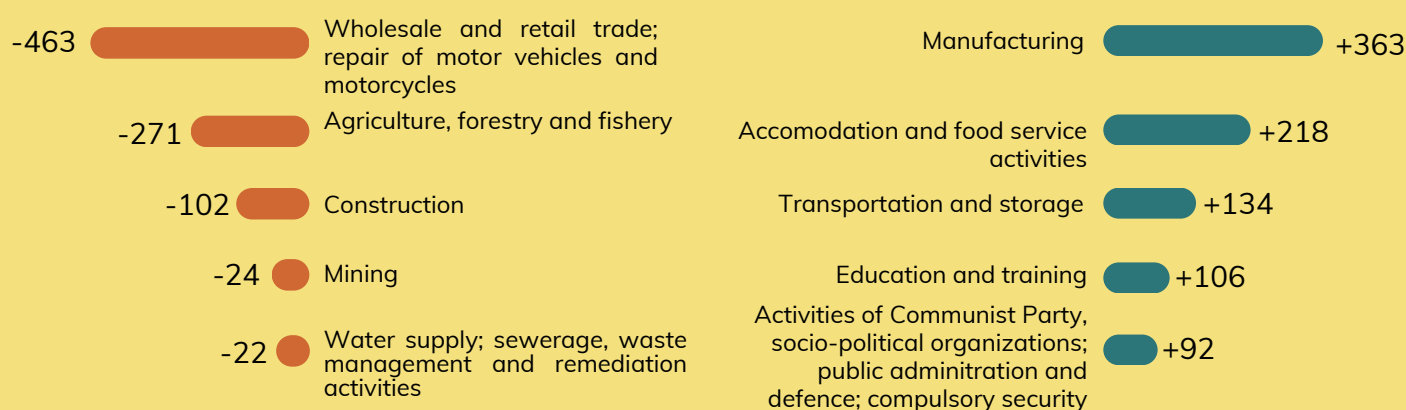 -463
Wholesale and retail trade;
repair of motor vehicles and
motorcycles
-271
Agriculture, forestry and fishery
-102
Construction
-24
Mining
-22
Water supply; sewerage, waste
management and remediation
activities
Manufacturing
+363
Accomodation and food service
activities
+218
Transportation and storage
+134
Education and training
+106
Activities of Communist Party,
socio-political organizations;
public adminitration and
defence; compulsory security
+92